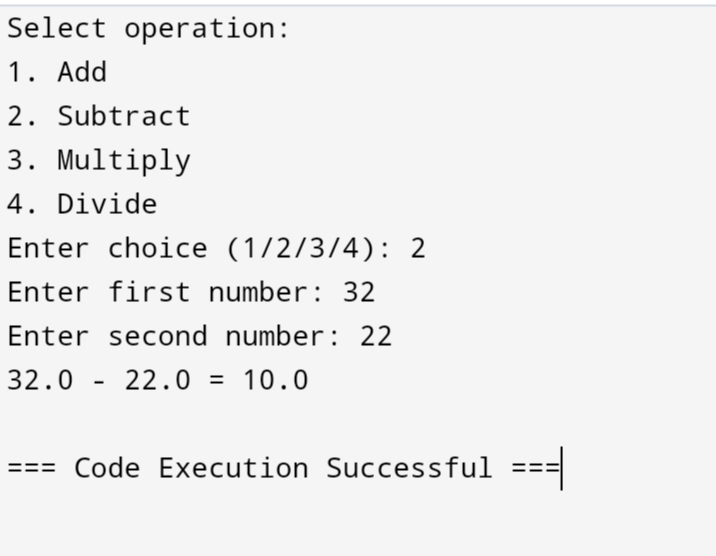 Select operation:
1. Add
2. Subtract
3. Multiply
4. Divide
Enter choice (1/2/3/4): 2
Enter first number: 32
Enter second number: 22
32.0 - 22.0 = 10.0
=== Code Execution Successful ===